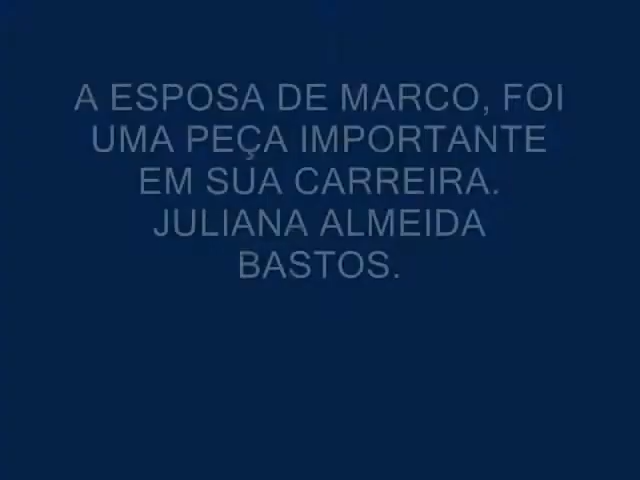 A ESPOSA DE MARCO, FOI
UMA PEÇA IMPORTANTE
EM SUA CARREIRA.
JULIANA ALMEIDA
BASTOS.